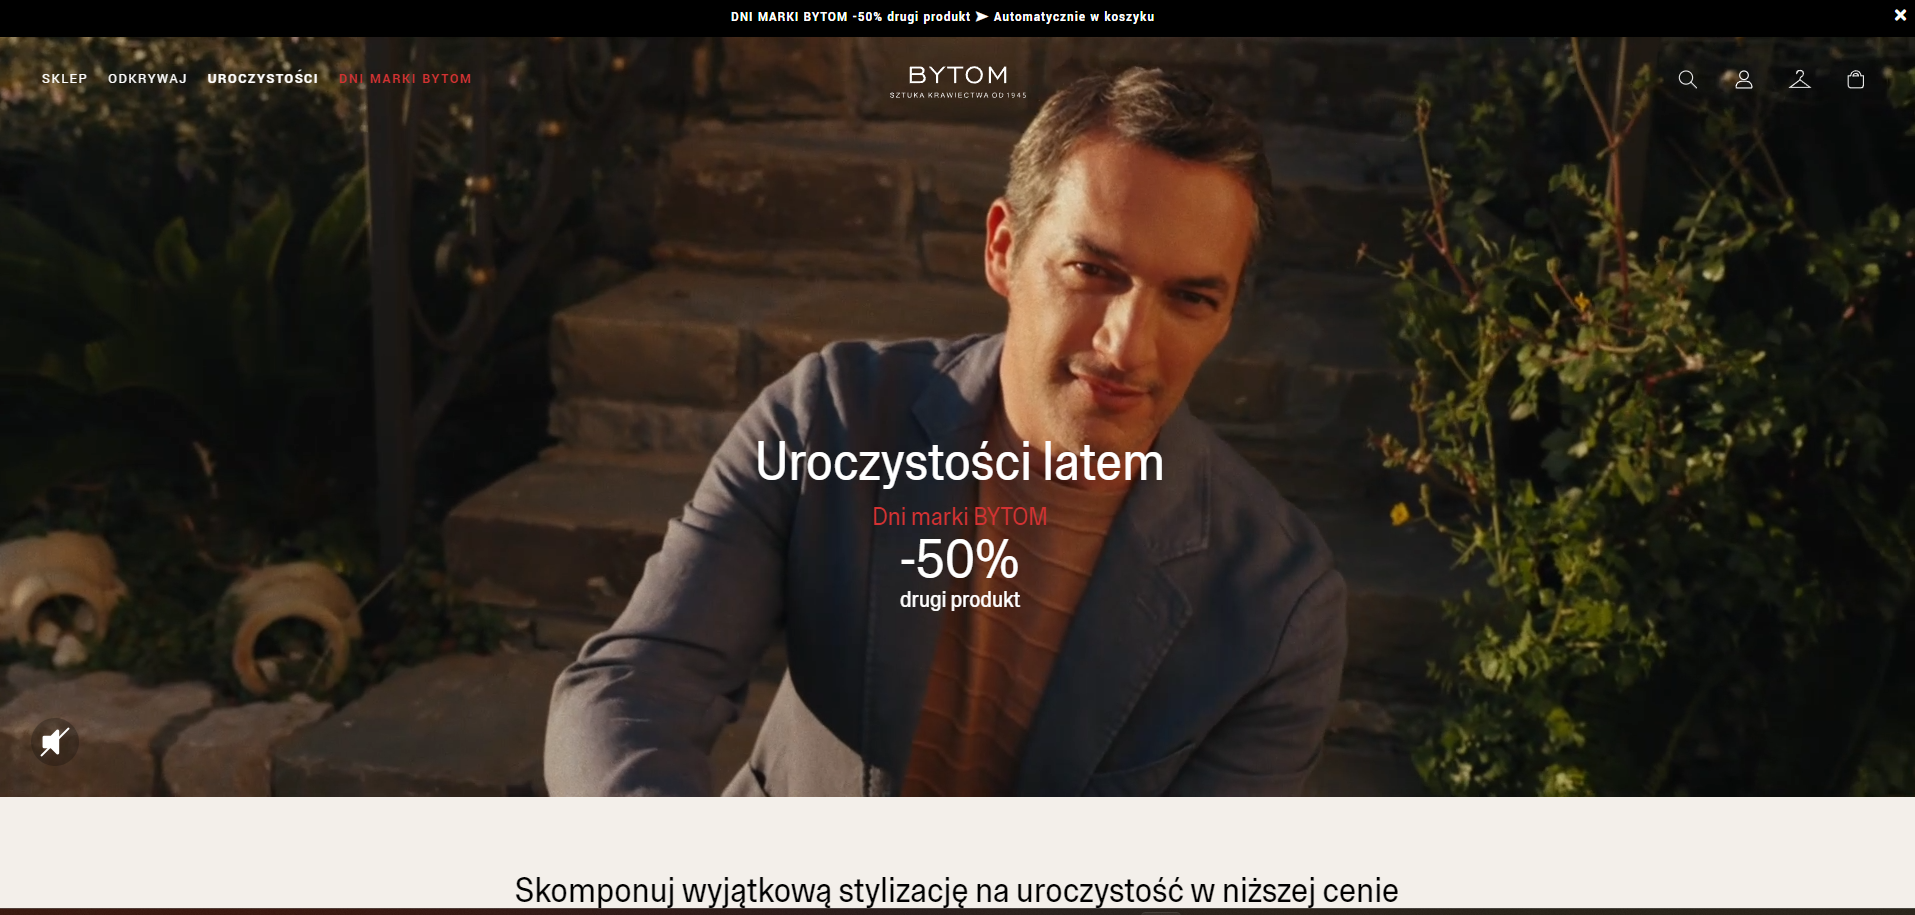 DNI MARKI BYTOM -50% drugi produkt ➤ Automatycznie w koszyku
SKLEP ODKRYWAJ UROCZYSTOŚCI DNI MARKI BYTOM
BYTOM
SZTUKA KRAWIECTWA OD 1945
Uroczystości latem
Dni marki BYTOM
-50%
drugi produkt
Skomponuj wyjątkową stylizację na uroczystość w niższej cenie